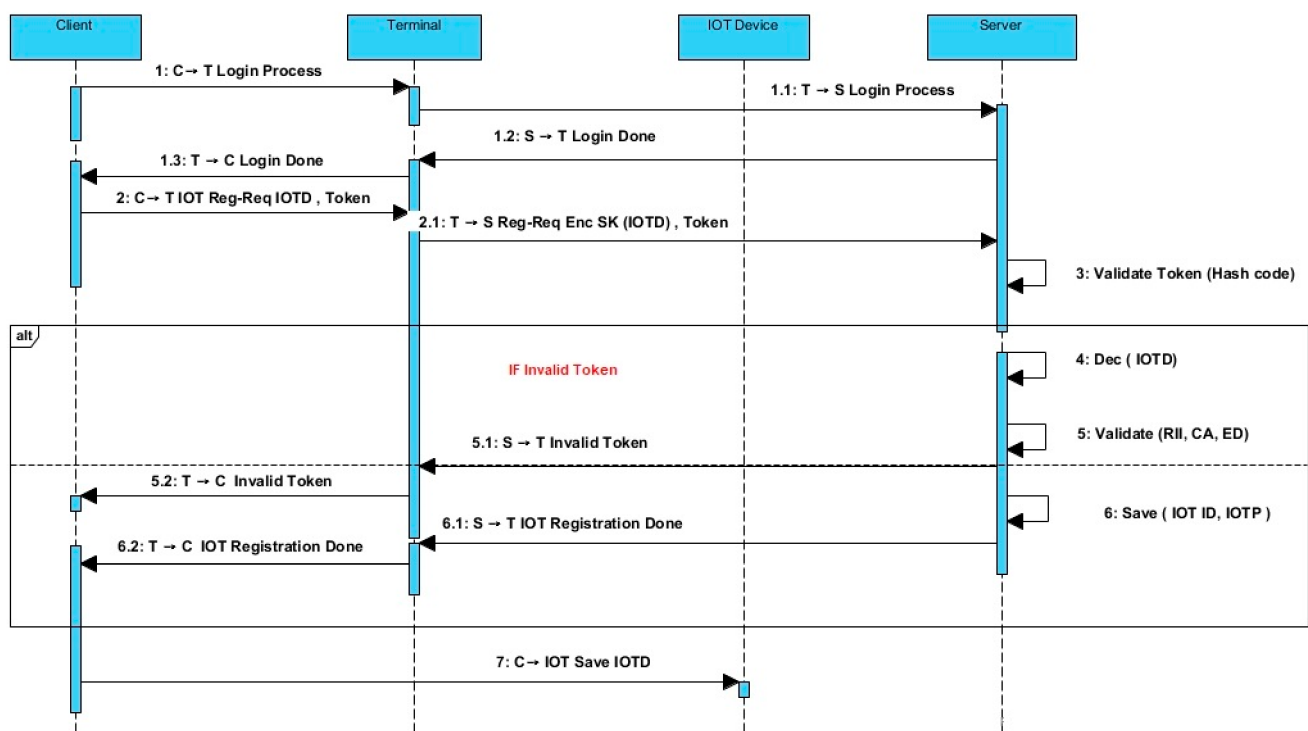 Client
Terminal
IOT Device
Server
1: C→ T Login Process
1.1: T → S Login Process
1.2: S → T Login Done
1.3: T → C Login Done
2: C→ T IOT Reg-Req IOTD , Token
2.1: T → S Reg-Req Enc SK (IOTD) , Token
3: Validate Token (Hash code)
alt
IF Invalid Token
4: Dec ( IOTD)
5: Validate (RII, CA, ED)
5.1: S → T Invalid Token
5.2: T → C Invalid Token
6: Save ( IOT ID, IOTP )
6.1: S → T IOT Registration Done
6.2: T → C IOT Registration Done
7: C→ IOT Save IOTD